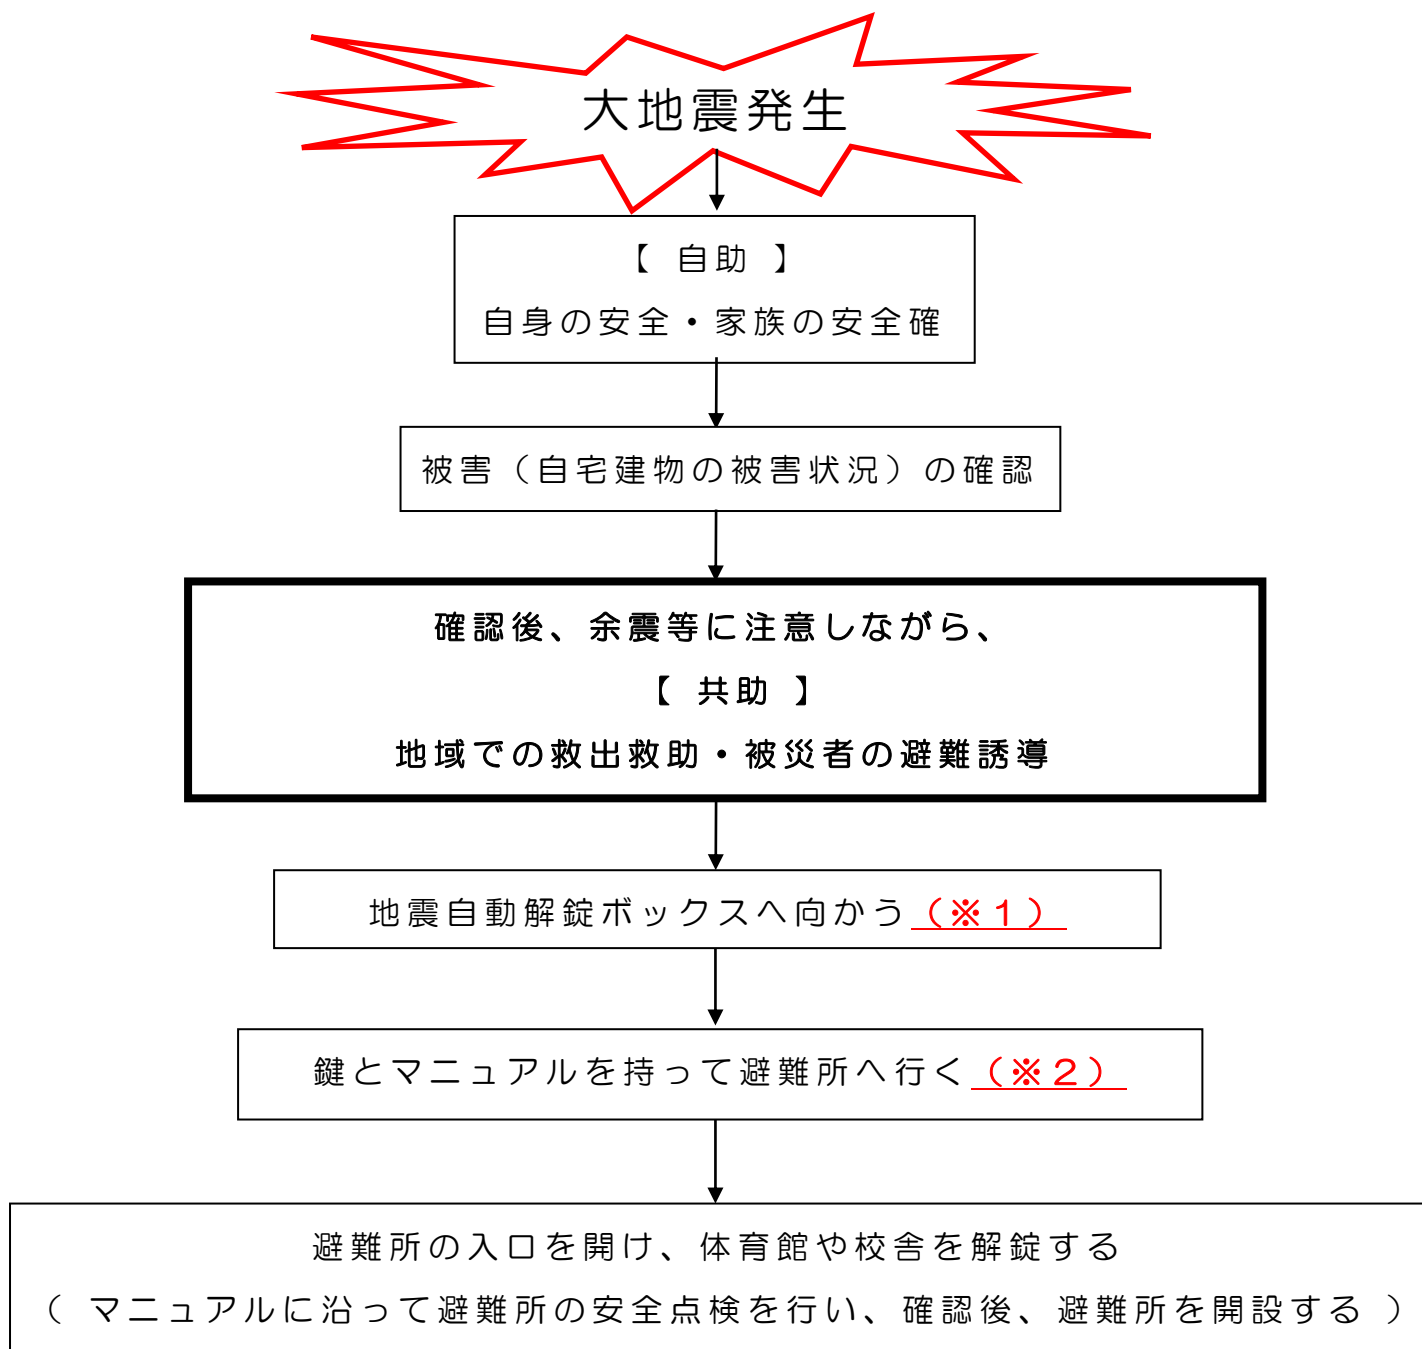 大地震発生
【 自助 】
自身の安全・家族の安全確
被害（自宅建物の被害状況）の確認
確認後、余震等に注意しながら、
【 共助 】
地域での救出救助・被災者の避難誘導
地震自動解錠ボックスへ向かう（※１）
鍵とマニュアルを持って避難所へ行く（※２）
避難所の入口を開け、体育館や校舎を解錠する
（ マニュアルに沿って避難所の安全点検を行い、確認後、避難所を開設する ）